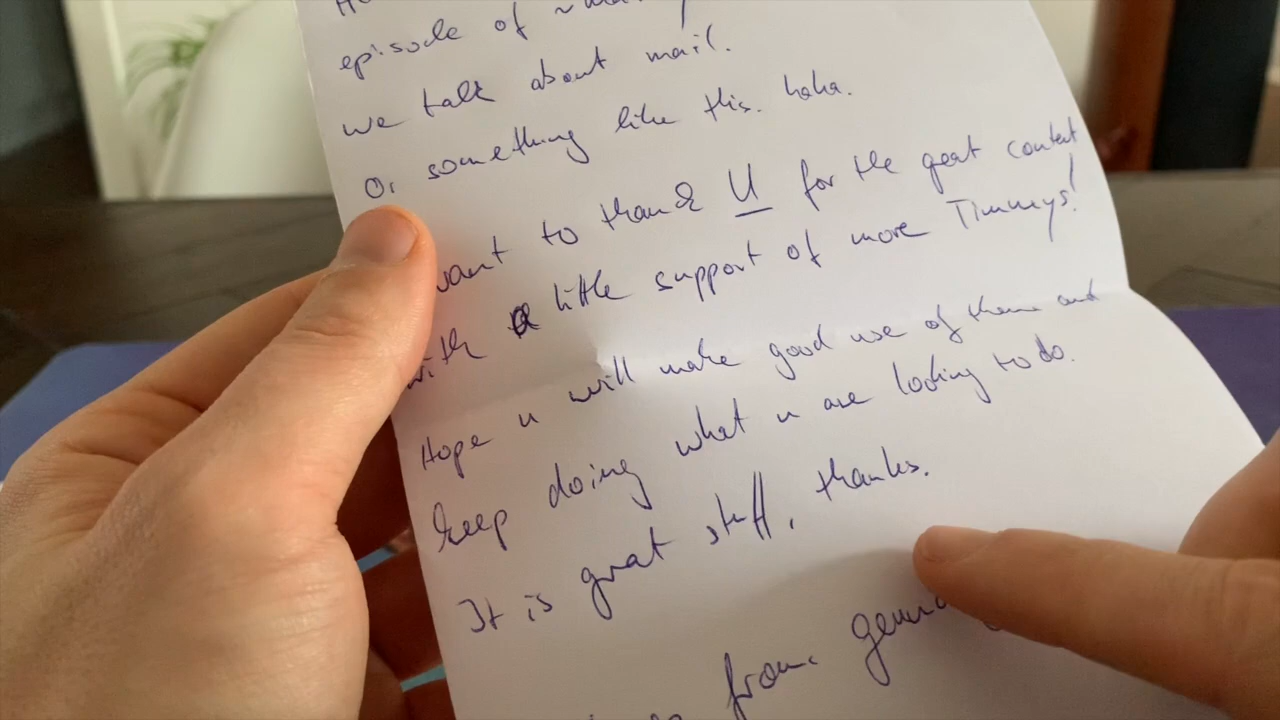 episode of
we talk about mail.
Or something like this. haha.
want to thank U for the great content
with a little support of more Timmys!
Hope u will make good use of them and
keep doing what u are looking to do.
It is great stuff, thanks.
from